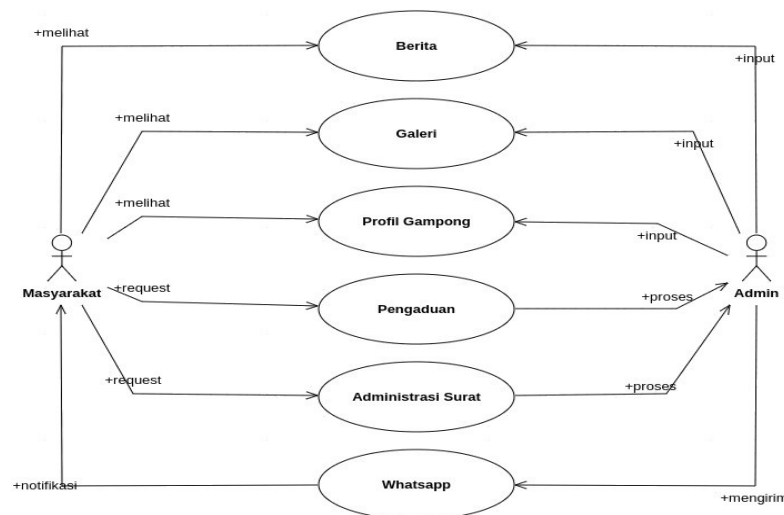 +melihat
Berita
+input
+melihat
Galeri
+input
+melihat
Profil Gampong
+input
Masyarakat
Admin
+request
Pengaduan
+proses
+request
Administrasi Surat
+proses
+notifikasi
Whatsapp
+mengirim